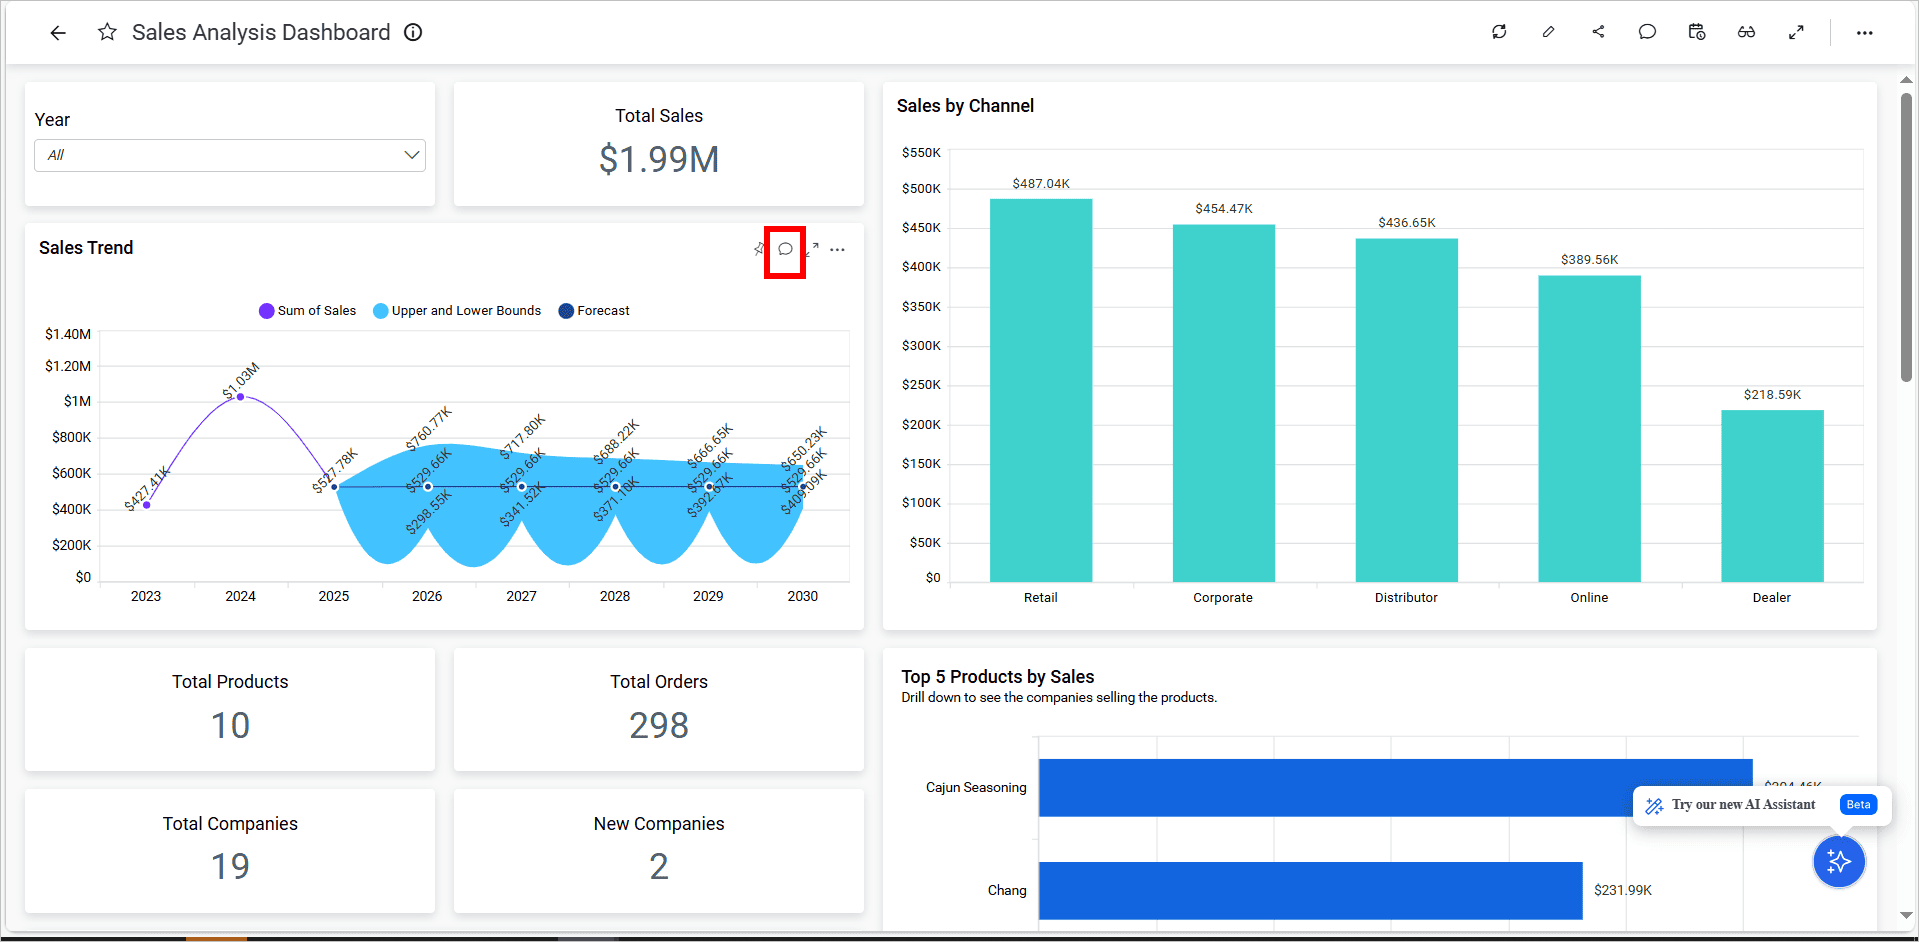 Sales Analysis Dashboard
Year
All
Total Sales
$1.99M
Sales Trend
Sum of Sales
Upper and Lower Bounds
Forecast
$1.40M
$1.20M
$1M
$800K
$600K
$400K
$200K
$0
$427.41K
$1.03M
$527.78K
$760.77K
$529.66K
$298.55K
$717.80K
$529.66K
$341.52K
$688.22K
$529.66K
$371.10K
$666.65K
$529.66K
$392.67K
$650.23K
$529.66K
$409.09K
2023
2024
2025
2026
2027
2028
2029
2030
Sales by Channel
$550K
$500K
$450K
$400K
$350K
$300K
$250K
$200K
$150K
$100K
$50K
$0
$487.04K
$454.47K
$436.65K
$389.56K
$218.59K
Retail
Corporate
Distributor
Online
Dealer
Total Products
10
Total Orders
298
Total Companies
19
New Companies
2
Top 5 Products by Sales
Drill down to see the companies selling the products.
Cajun Seasoning
Chang
$231.99K
Try our new AI Assistant
Beta